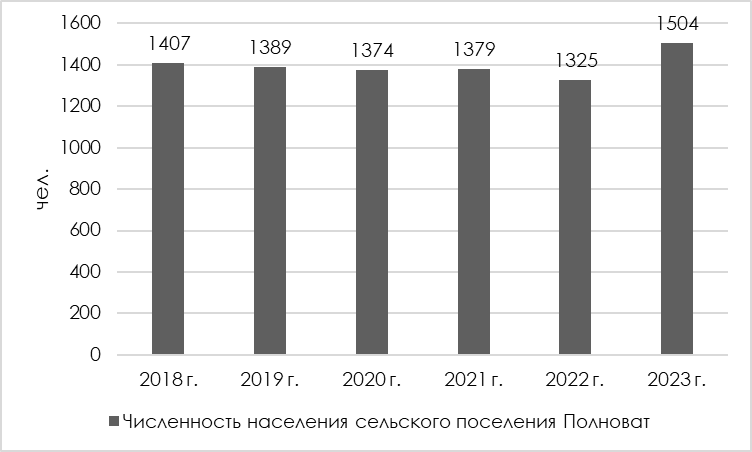 1600
1400
1200
1000
800
600
400
200
0
чел.
1407
1389
1374
1379
1325
1504
2018 г.
2019 г.
2020 г.
2021 г.
2022 г.
2023 г.
Численность населения сельского поселения Полноват